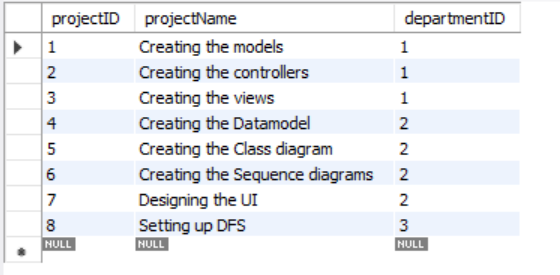 projectID projectName departmentID
1 Creating the models 1
2 Creating the controllers 1
3 Creating the views 1
4 Creating the Datamodel 2
5 Creating the Class diagram 2
6 Creating the Sequence diagrams 2
7 Designing the UI 2
8 Setting up DFS 3
NULL NULL NULL